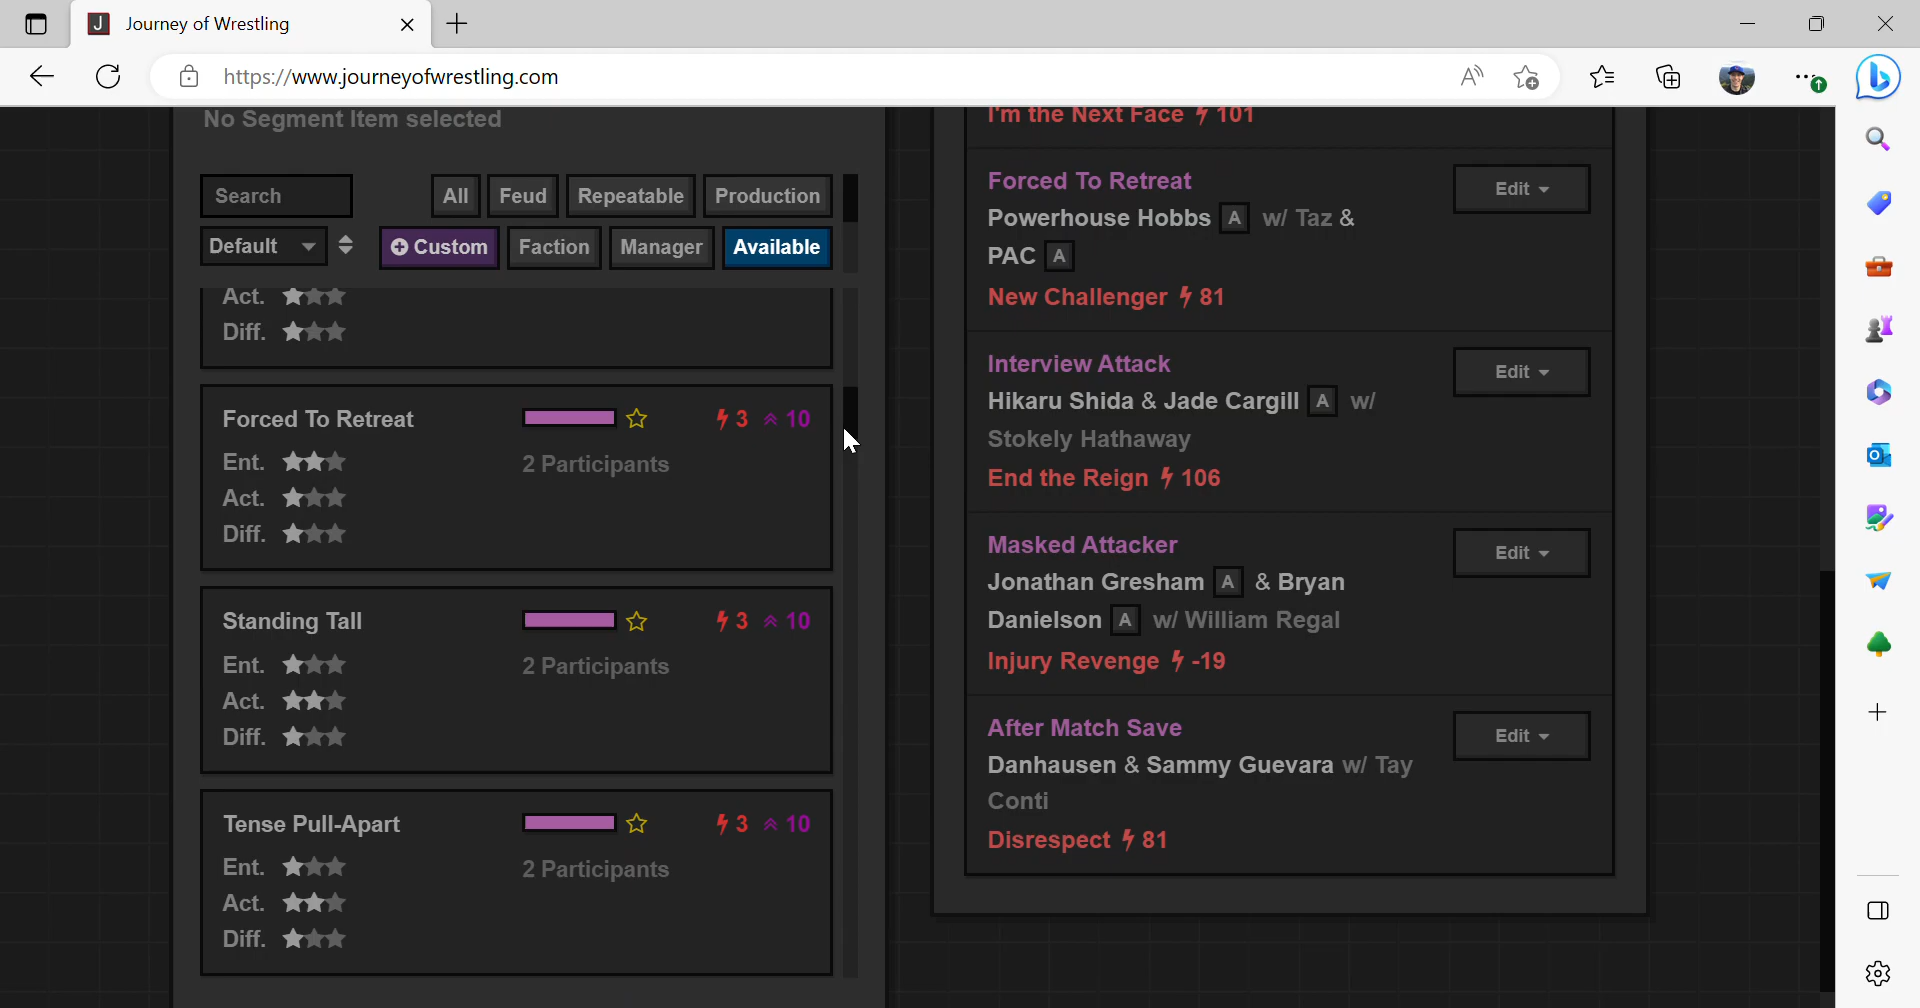 Journey of Wrestling
https://www.journeyofwrestling.com
No Segment Item selected
Search
All
Feud
Repeatable
Production
Default
Custom
Faction
Manager
Available
Act.
Diff.
Forced To Retreat
3
10
Ent.
2 Participants
Act.
Diff.
Standing Tall
3
10
Ent.
2 Participants
Act.
Diff.
Tense Pull-Apart
3
10
Ent.
2 Participants
Act.
Diff.
I'm the Next Face 101
Forced To Retreat
Edit
Powerhouse Hobbs A w/ Taz &
PAC A
New Challenger 81
Interview Attack
Edit
Hikaru Shida & Jade Cargill A w/
Stokely Hathaway
End the Reign 106
Masked Attacker
Edit
Jonathan Gresham A & Bryan
Danielson A w/ William Regal
Injury Revenge -19
After Match Save
Edit
Danhausen & Sammy Guevara w/ Tay
Conti
Disrespect 81